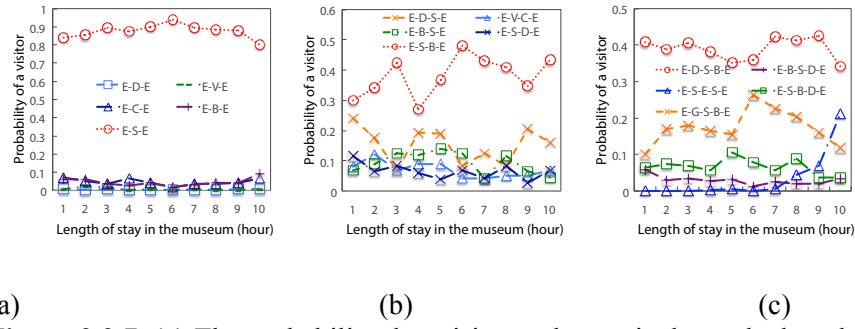 Probability of a visitor
1
0.9
0.8
0.7
0.6
0.5
0.4
0.3
0.2
0.1
0
E-D-E E-V-E
E-C-E E-B-E
E-S-E
1 2 3 4 5 6 7 8 9 10
Length of stay in the museum (hour)
Probability of a visitor
0.6
0.5
0.4
0.3
0.2
0.1
0
E-D-S-E E-V-C-E
E-B-S-E E-S-D-E
E-S-B-E
1 2 3 4 5 6 7 8 9 10
Length of stay in the museum (hour)
Probability of a visitor
0.5
0.4
0.3
0.2
0.1
0
E-D-S-B-E E-B-S-D-E
E-S-E-S-E E-S-B-D-E
E-G-S-B-E
1 2 3 4 5 6 7 8 9 10
Length of stay in the museum (hour)
a) (b) (c)